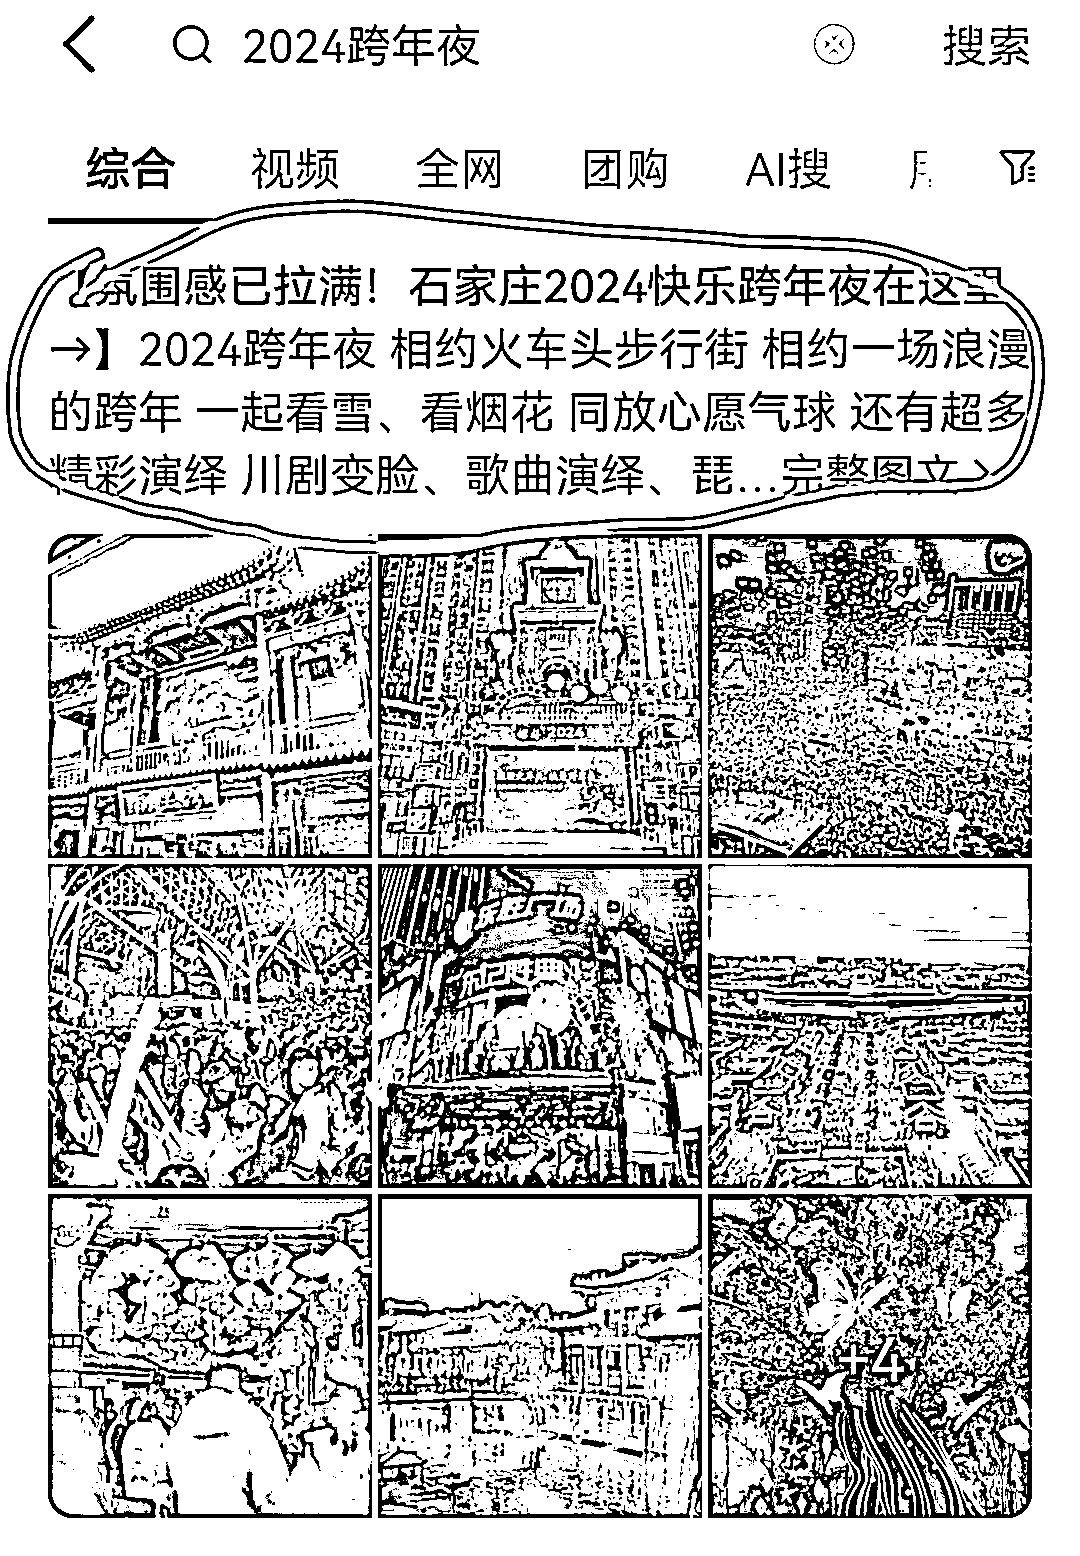 2024跨年夜 搜索
综合 视频 全网 团购 AI搜
【氛围感已拉满！石家庄2024快乐跨年夜在这里
→】2024跨年夜 相约火车头步行街 相约一场浪漫
的跨年 一起看雪、看烟花 同放心愿气球 还有超多
精彩演绎 川剧变脸、歌曲演绎、琵...完整图文>
+4